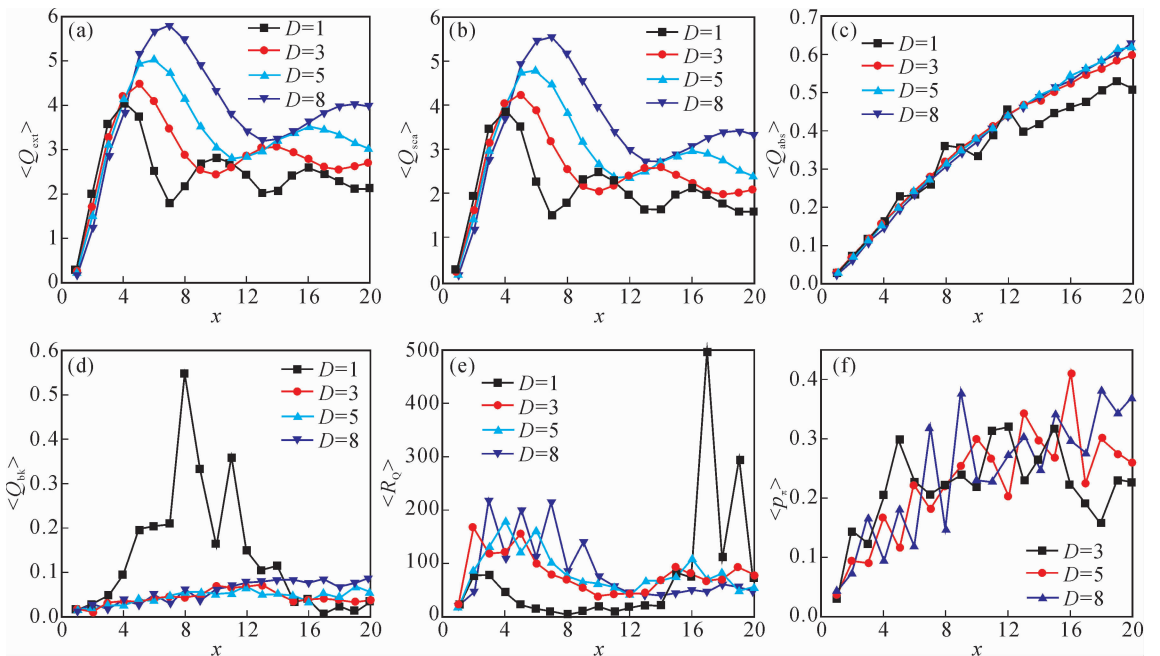 (a)
D=1
D=3
D=5
D=8
6
5
4
3
2
1
0
<Q_ext>
0 4 8 12 16 20
x
(b)
D=1
D=3
D=5
D=8
6
5
4
3
2
1
0
<Q_sca>
0 4 8 12 16 20
x
(c)
D=1
D=3
D=5
D=8
0.7
0.6
0.5
0.4
0.3
0.2
0.1
0.0
<Q_abs>
0 4 8 12 16 20
x
(d)
D=1
D=3
D=5
D=8
0.6
0.5
0.4
0.3
0.2
0.1
0.0
<Q_bk>
0 4 8 12 16 20
x
(e)
D=1
D=3
D=5
D=8
500
400
300
200
100
0
<R_Q>
0 4 8 12 16 20
x
(f)
D=3
D=5
D=8
0.4
0.3
0.2
0.1
0.0
<p_π>
0 4 8 12 16 20
x